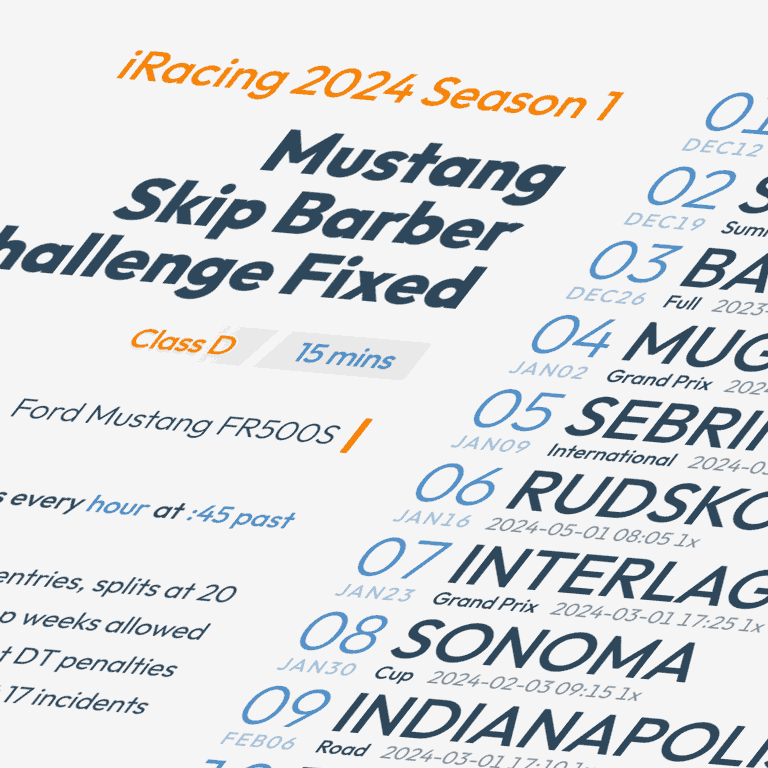 iRacing 2024 Season 1
Mustang
Skip Barber
hallenge Fixed
Class D 15 mins
Ford Mustang FR500S
every hour at :45 past
entries, splits at 20
weeks allowed
DT penalties
17 incidents
01
DEC12
02
DEC19
03 BA
DEC26 Full 2023-
04 MUG
JAN02 Grand Prix
05 SEBRI
JAN09 International 2024-0
06 RUDSKO
JAN16 2024-05-01 08:05 1x
07 INTERLAG
JAN23 Grand Prix 2024-03-01 17:25 1x
08 SONOMA
JAN30 Cup 2024-02-03 09:15 1x
09 INDIANAPOLI
FEB06 Road 2024-03-01 17:10 1x